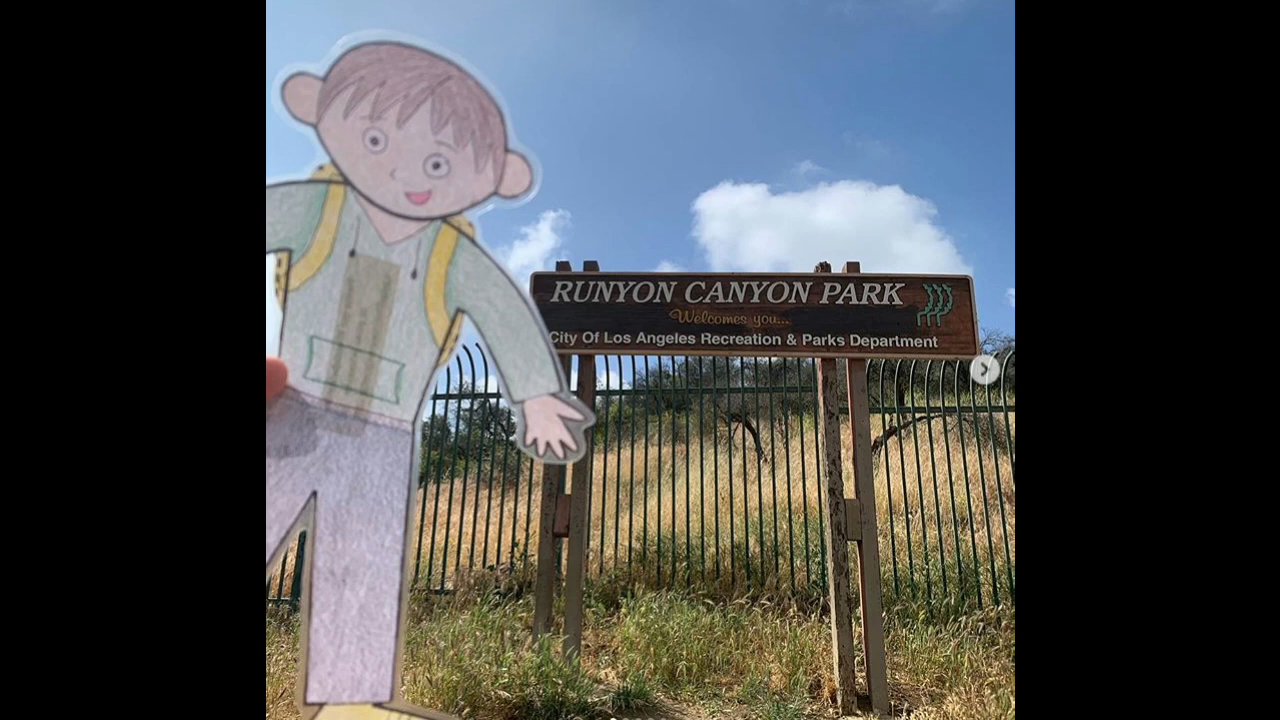 RUNYON CANYON PARK
Welcomes you...
City Of Los Angeles Recreation & Parks Department